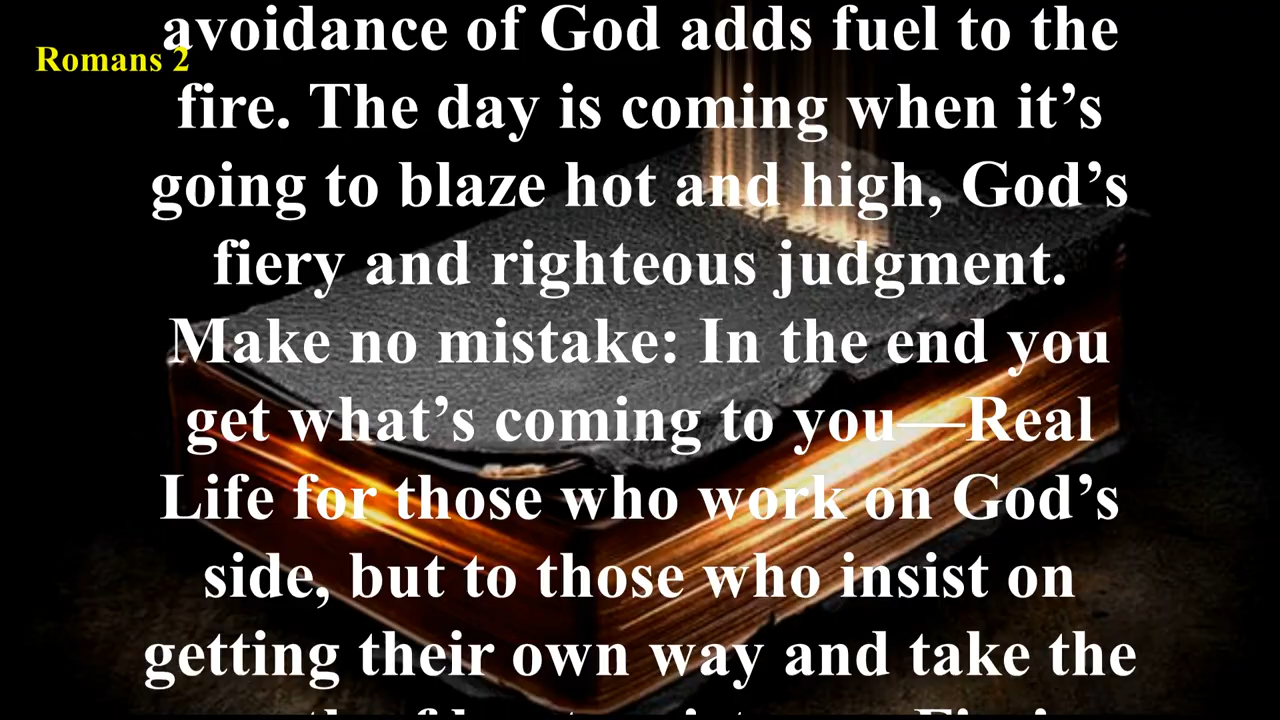 avoidance of God adds fuel to the
Romans 2
fire. The day is coming when it’s
going to blaze hot and high, God’s
fiery and righteous judgment.
Make no mistake: In the end you
get what’s coming to you—Real
Life for those who work on God’s
side, but to those who insist on
getting their own way and take the